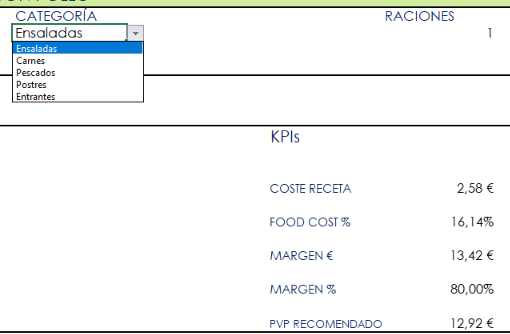 CATEGORÍA RACIONES
Ensaladas 1
Ensaladas
Carnes
Pescados
Postres
Entrantes
KPIs
COSTE RECETA 2,58 €
FOOD COST % 16,14%
MARGEN € 13,42 €
MARGEN % 80,00%
PVP RECOMENDADO 12,92 €